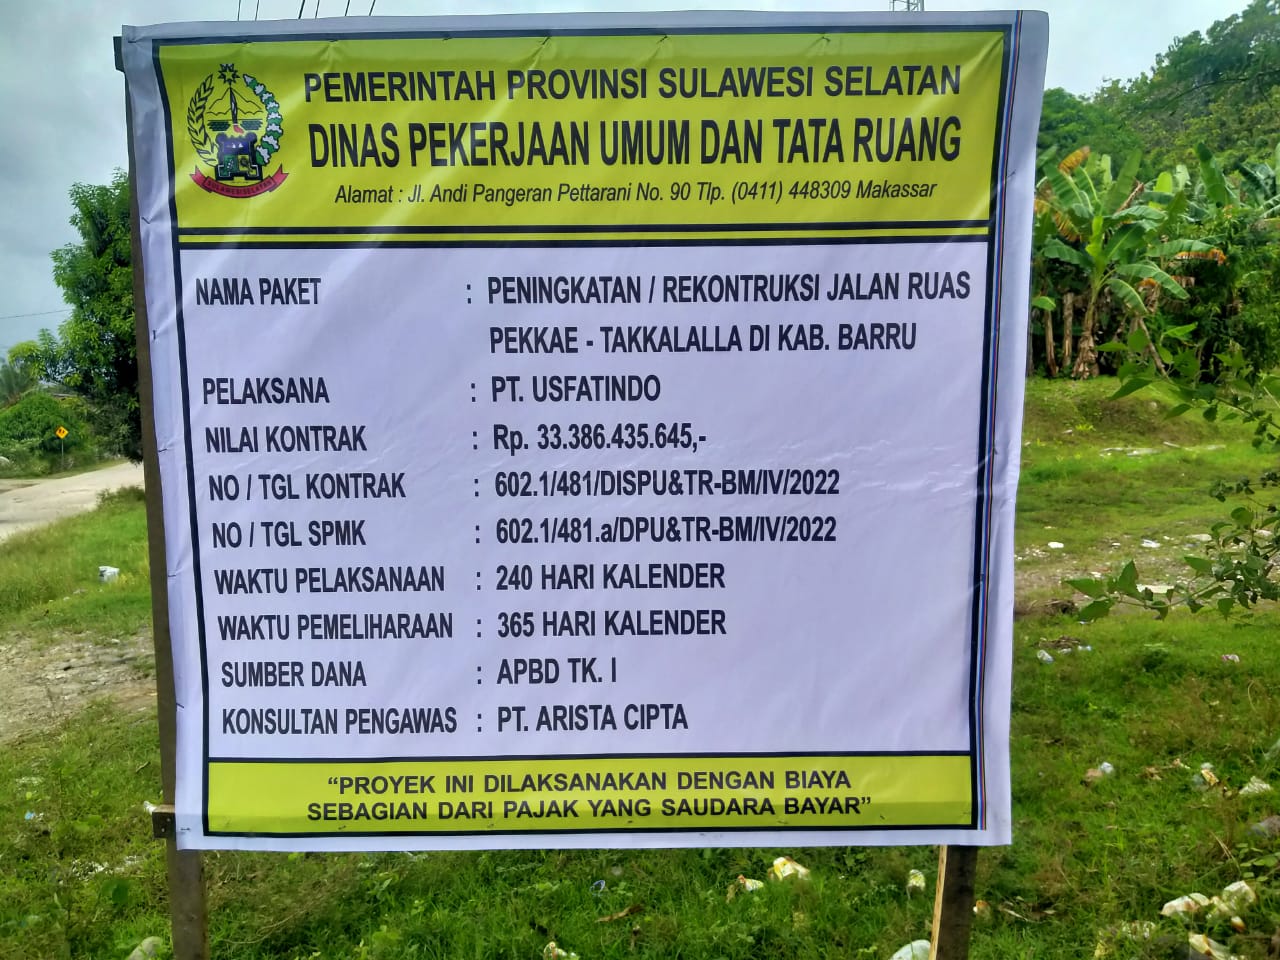 PEMERINTAH PROVINSI SULAWESI SELATAN
DINAS PEKERJAAN UMUM DAN TATA RUANG
Alamat : Jl. Andi Pangeran Pettarani No. 90 Tlp. (0411) 448309 Makassar
SULAWESI SELATAN
NAMA PAKET : PENINGKATAN / REKONTRUKSI JALAN RUAS
PEKKAE - TAKKALALLA DI KAB. BARRU
PELAKSANA : PT. USFATINDO
NILAI KONTRAK : Rp. 33.386.435.645,-
NO / TGL KONTRAK : 602.1/481/DISPU&TR-BM/IV/2022
NO / TGL SPMK : 602.1/481.a/DPU&TR-BM/IV/2022
WAKTU PELAKSANAAN : 240 HARI KALENDER
WAKTU PEMELIHARAAN : 365 HARI KALENDER
SUMBER DANA : APBD TK. I
KONSULTAN PENGAWAS : PT. ARISTA CIPTA
“PROYEK INI DILAKSANAKAN DENGAN BIAYA
SEBAGIAN DARI PAJAK YANG SAUDARA BAYAR”